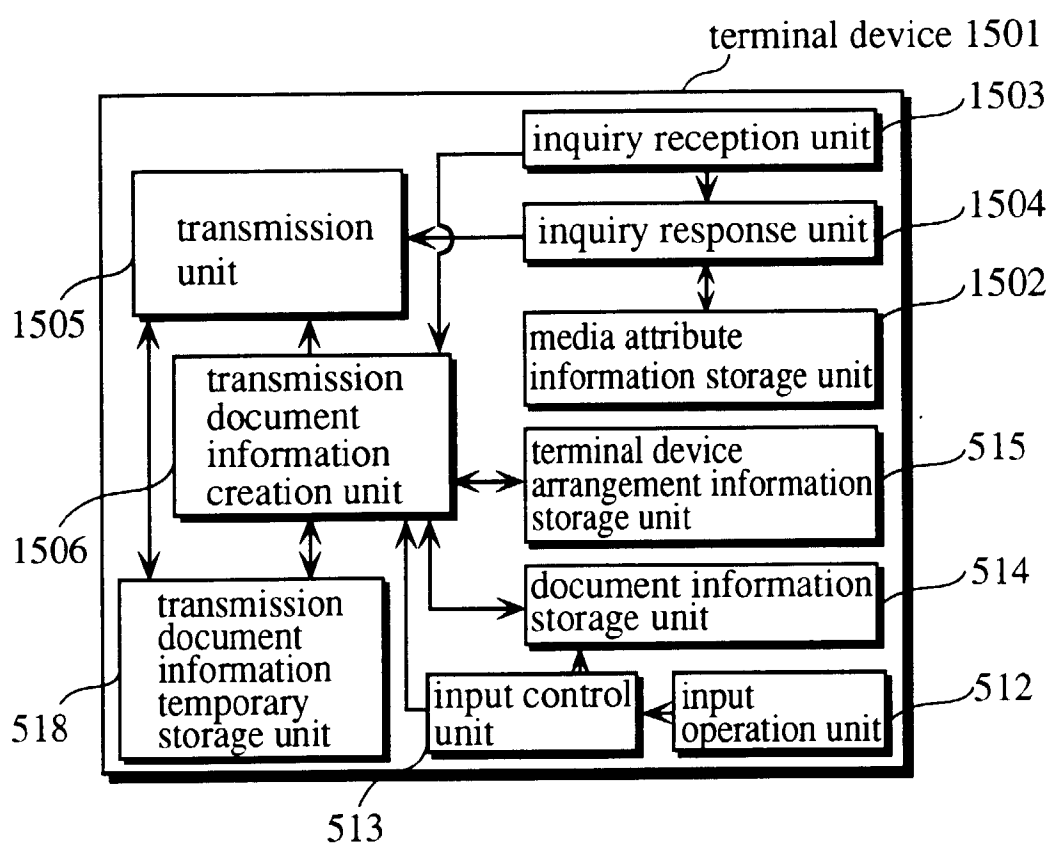 terminal device 1501
1503
inquiry reception unit
1504
inquiry response unit
transmission
unit
1505
1502
media attribute
information storage unit
transmission
document
information
creation unit
1506
515
terminal device
arrangement information
storage unit
514
document information
storage unit
transmission
document
information
temporary
storage unit
518
input control
unit
513
512
input
operation unit